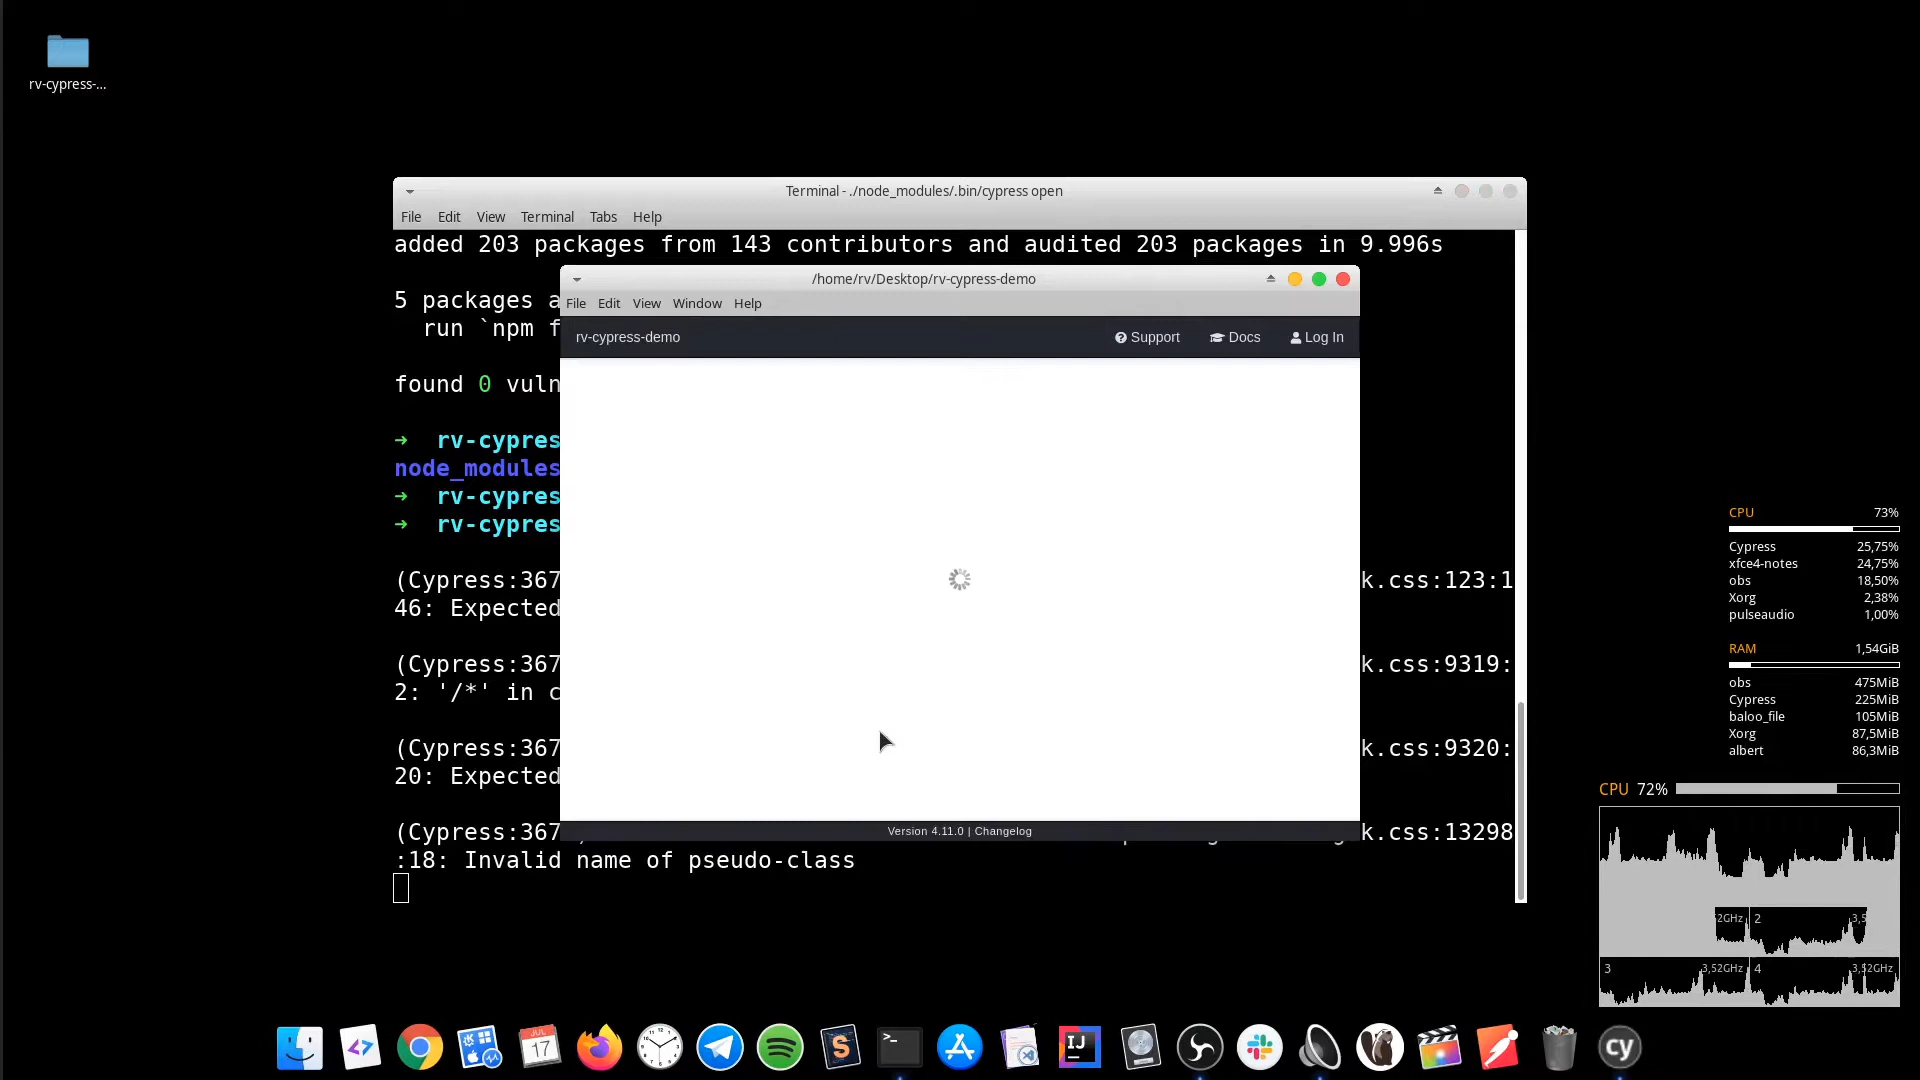 rv-cypress-...
Terminal - ./node_modules/.bin/cypress open
File Edit View Terminal Tabs Help
added 203 packages from 143 contributors and audited 203 packages in 9.996s
/home/rv/Desktop/rv-cypress-demo
5 packages a
File Edit View Window Help
run `npm f
rv-cypress-demo Support Docs Log In
found 0 vuln
➜ rv-cypres
node_modules
➜ rv-cypres
➜ rv-cypres
(Cypress:367 k.css:123:1
46: Expected
(Cypress:367 k.css:9319:
2: '/*' in c
(Cypress:367 k.css:9320:
20: Expected
(Cypress:367 k.css:13298
Version 4.11.0 | Changelog
:18: Invalid name of pseudo-class
CPU 73%
Cypress 25,75%
xfce4-notes 24,75%
obs 18,50%
Xorg 2,38%
pulseaudio 1,00%
RAM 1,54GiB
obs 475MiB
Cypress 225MiB
baloo_file 105MiB
Xorg 87,5MiB
albert 86,3MiB
CPU 72%
52GHz 2 3,5
3 3,52GHz 4 3,52GHz
JUL
17
S
>_
IJ
cy